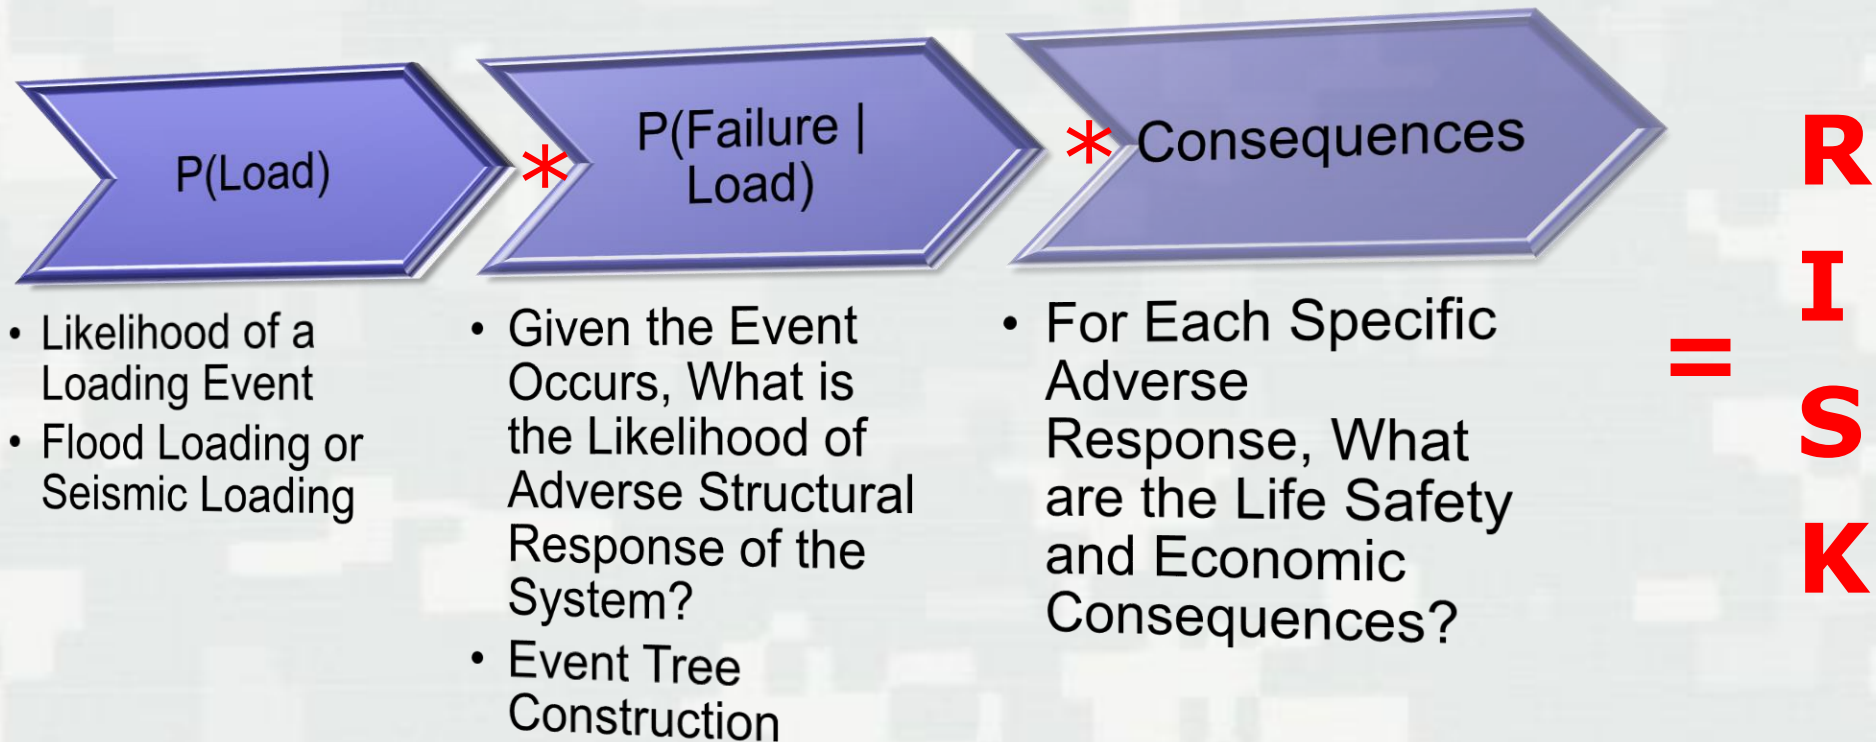 P(Load)
*
P(Failure |
Load)
*
Consequences
• Likelihood of a
Loading Event
• Flood Loading or
Seismic Loading
• Given the Event
Occurs, What is
the Likelihood of
Adverse Structural
Response of the
System?
• Event Tree
Construction
• For Each Specific
Adverse
Response, What
are the Life Safety
and Economic
Consequences?
=
R
I
S
K